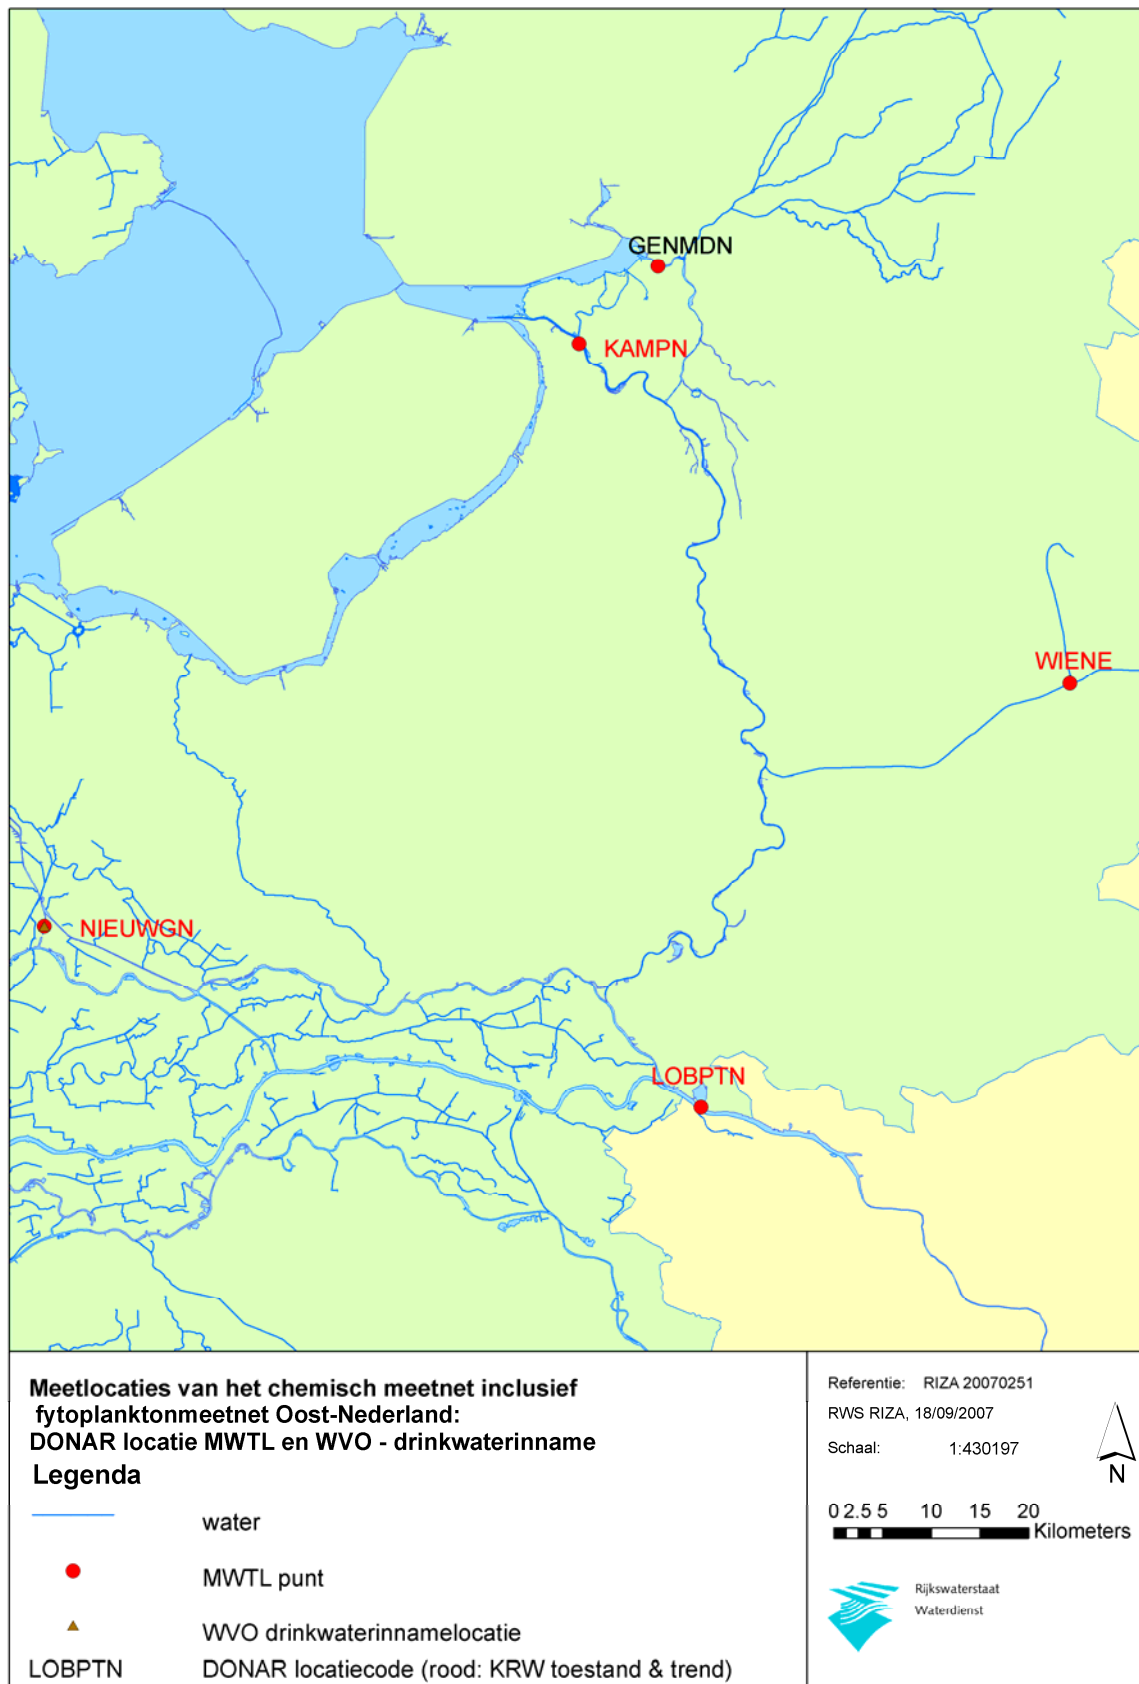 GENMDN
KAMPN
WIENE
NIEUWGN
LOBPTN
Meetlocaties van het chemisch meetnet inclusief
fytoplanktonmeetnet Oost-Nederland:
DONAR locatie MWTL en WVO - drinkwaterinname
Legenda
water
MWTL punt
WVO drinkwaterinnamelocatie
LOBPTN DONAR locatiecode (rood: KRW toestand & trend)
Referentie: RIZA 20070251
RWS RIZA, 18/09/2007
Schaal: 1:430197
N
0 2.5 5 10 15 20
Kilometers
Rijkswaterstaat
Waterdienst